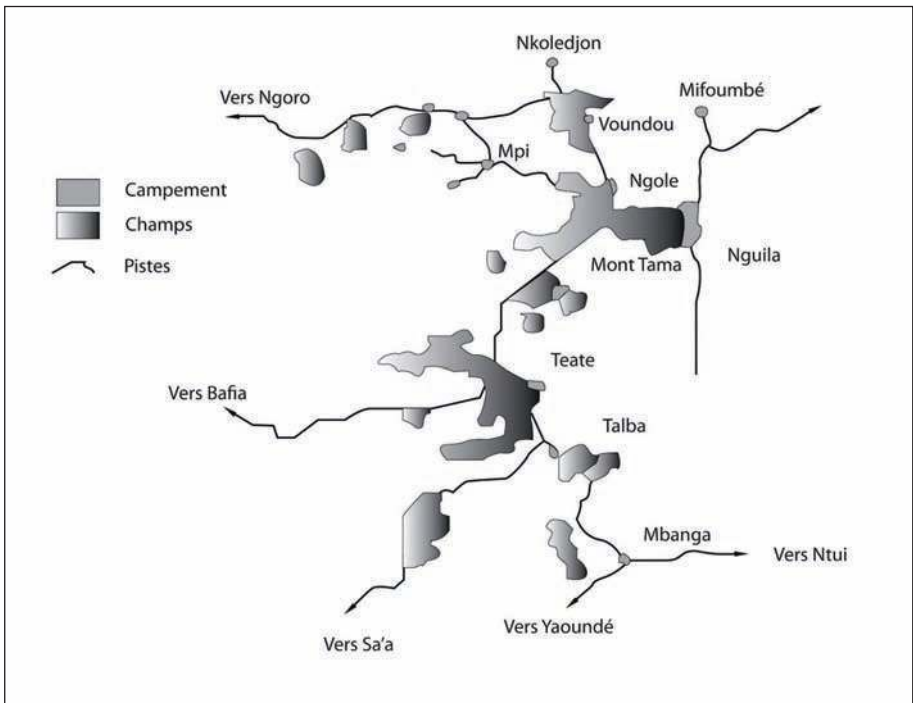 Nkoledjon
Vers Ngoro
Mifoumbé
Voundou
Mpi
Campement
Ngole
Champs
Pistes
Mont Tama
Nguila
Teate
Vers Bafia
Talba
Mbanga
Vers Ntui
Vers Yaoundé
Vers Sa’a